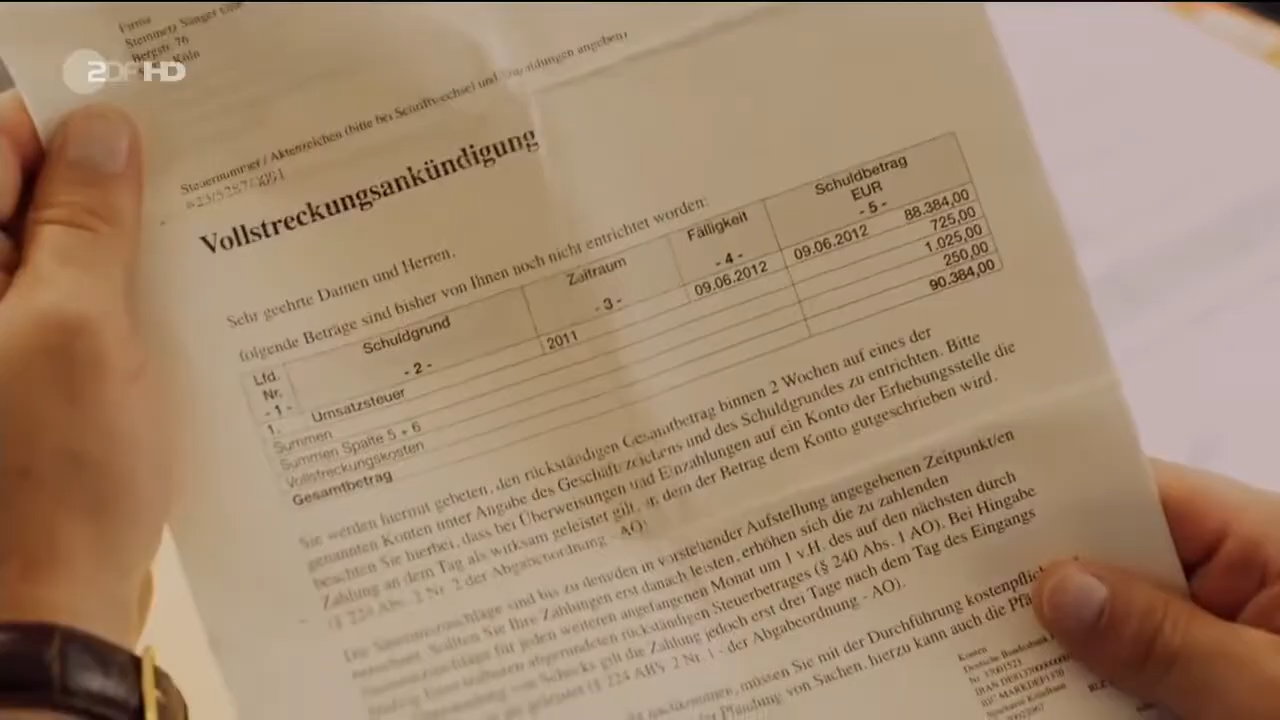 Firma
Steinmetz Sänger
Bergstr. 76
Köln
ZDF HD
Steuernummer / Aktenzeichen (bitte bei Schriftwechsel und angeben)
Vollstreckungsankündigung
Sehr geehrte Damen und Herren,
folgende Beträge sind bisher von Ihnen noch nicht entrichtet worden:
Lfd. Nr. Schuldgrund Zeitraum Fälligkeit Schuldbetrag EUR
- 1 - - 2 - - 3 - - 4 - - 5 -
1. Umsatzsteuer 2011 09.06.2012 09.06.2012 88.384,00
Summen 725,00
Summen Spalte 5 + 6 1.025,00
Vollstreckungskosten 250,00
Gesamtbetrag 90.384,00
Sie werden hiermit gebeten, den rückständigen Gesamtbetrag binnen 2 Wochen auf eines der
genannten Konten unter Angabe des Geschäftszeichens und des Schuldgrundes zu entrichten. Bitte
beachten Sie hierbei, dass bei Überweisungen und Einzahlungen auf ein Konto der Erhebungsstelle die
Zahlung an dem Tag als wirksam geleistet gilt, an dem der Betrag dem Konto gutgeschrieben wird.
Abs. 2 Nr. 2 der Abgabenordnung - AO)
Die Säumniszuschläge sind bis zu dem/den in vorstehender Aufstellung angegebenen Zeitpunkt/en
Sollten Sie Ihre Zahlungen erst danach leisten, erhöhen sich die zu zahlenden
für jeden weiteren angefangenen Monat um 1 v.H. des auf den nächsten durch
abgerundeten rückständigen Steuerbetrages (§ 240 Abs. 1 AO). Bei Hingabe
von Schecks gilt die Zahlung jedoch erst drei Tage nach dem Tag des Eingangs
(§ 224 Abs. 2 Nr. 1 - der Abgabenordnung - AO).
müssen Sie mit der Durchführung kostenpflich
Pfändung von Sachen, hierzu kann auch die Pfä
Konten
Deutsche Bundesbank